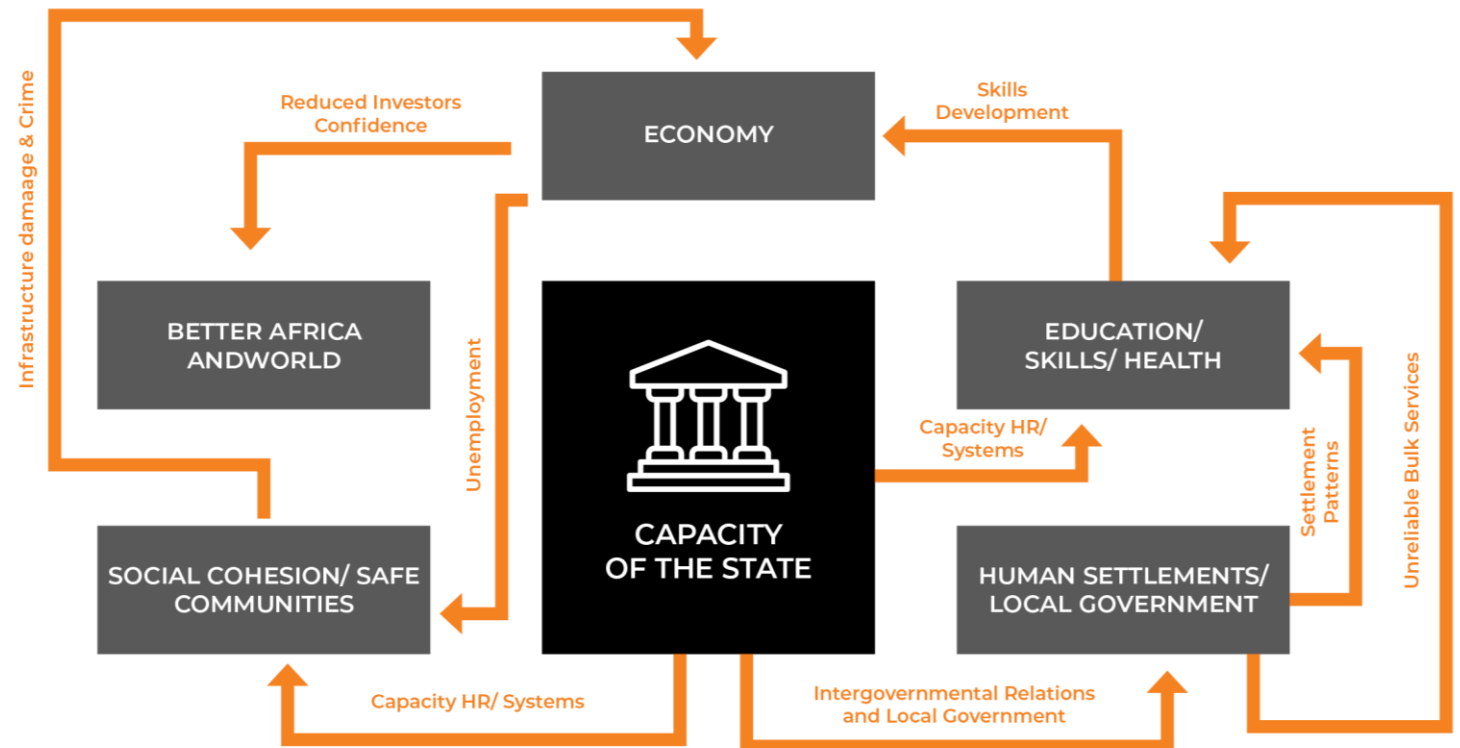 Infrastructure damaage & Crime
Reduced Investors
Confidence
ECONOMY
Skills
Development
BETTER AFRICA
ANDWORLD
Unemployment
EDUCATION/
SKILLS/ HEALTH
Capacity HR/
Systems
Settlement
Patterns
Unreliable Bulk Services
CAPACITY
OF THE STATE
SOCIAL COHESION/ SAFE
COMMUNITIES
HUMAN SETTLEMENTS/
LOCAL GOVERNMENT
Capacity HR/ Systems
Intergovernmental Relations
and Local Government